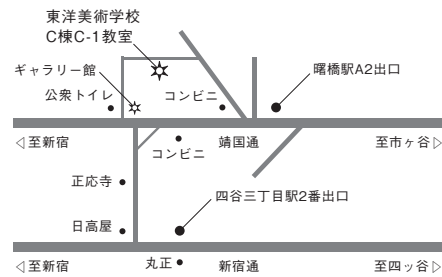 東洋美術学校
C棟C-1教室
ギャラリー館
公衆トイレ
コンビニ
曙橋駅A2出口
◁至新宿
コンビニ
靖国通
至市ヶ谷▷
正応寺
四谷三丁目駅2番出口
日高屋
◁至新宿
丸正
新宿通
至四ッ谷▷